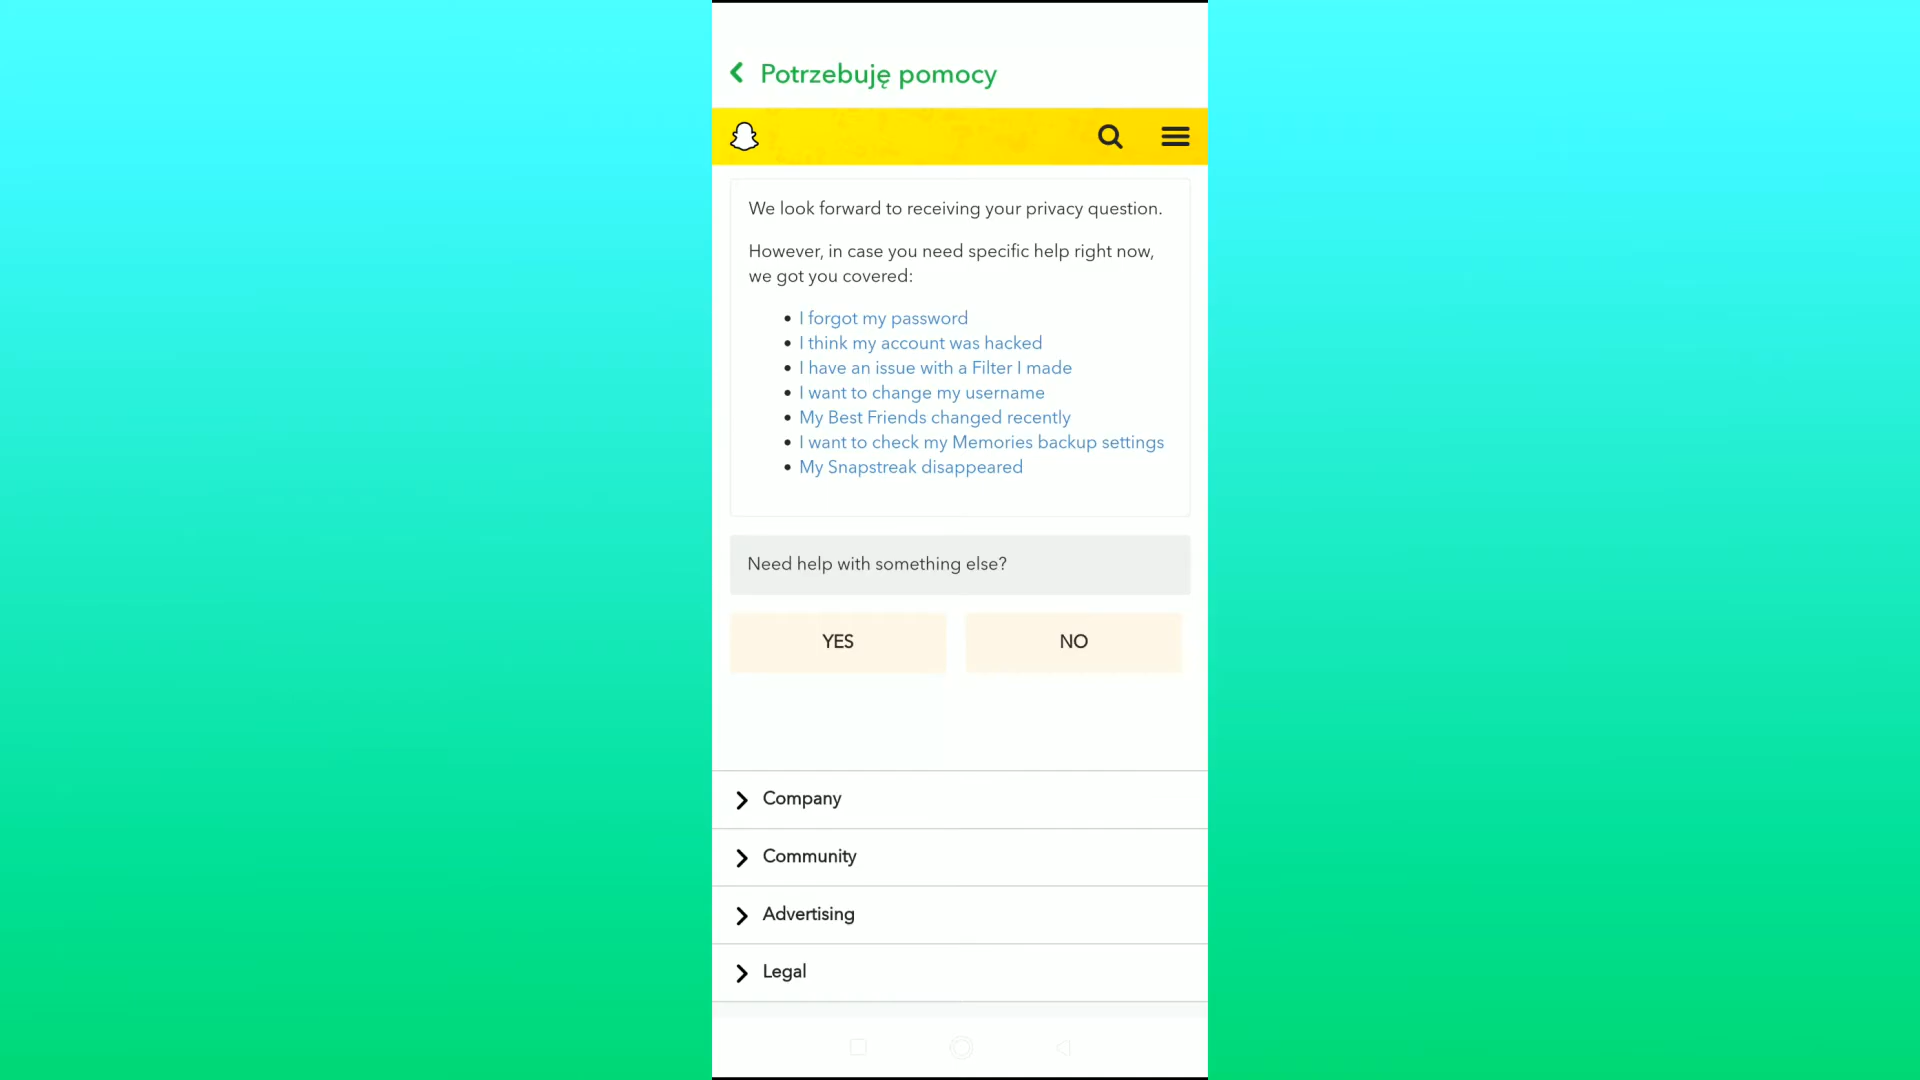 Potrzebuję pomocy
We look forward to receiving your privacy question.
However, in case you need specific help right now,
we got you covered:
• I forgot my password
• I think my account was hacked
• I have an issue with a Filter I made
• I want to change my username
• My Best Friends changed recently
• I want to check my Memories backup settings
• My Snapstreak disappeared
Need help with something else?
YES NO
Company
Community
Advertising
Legal